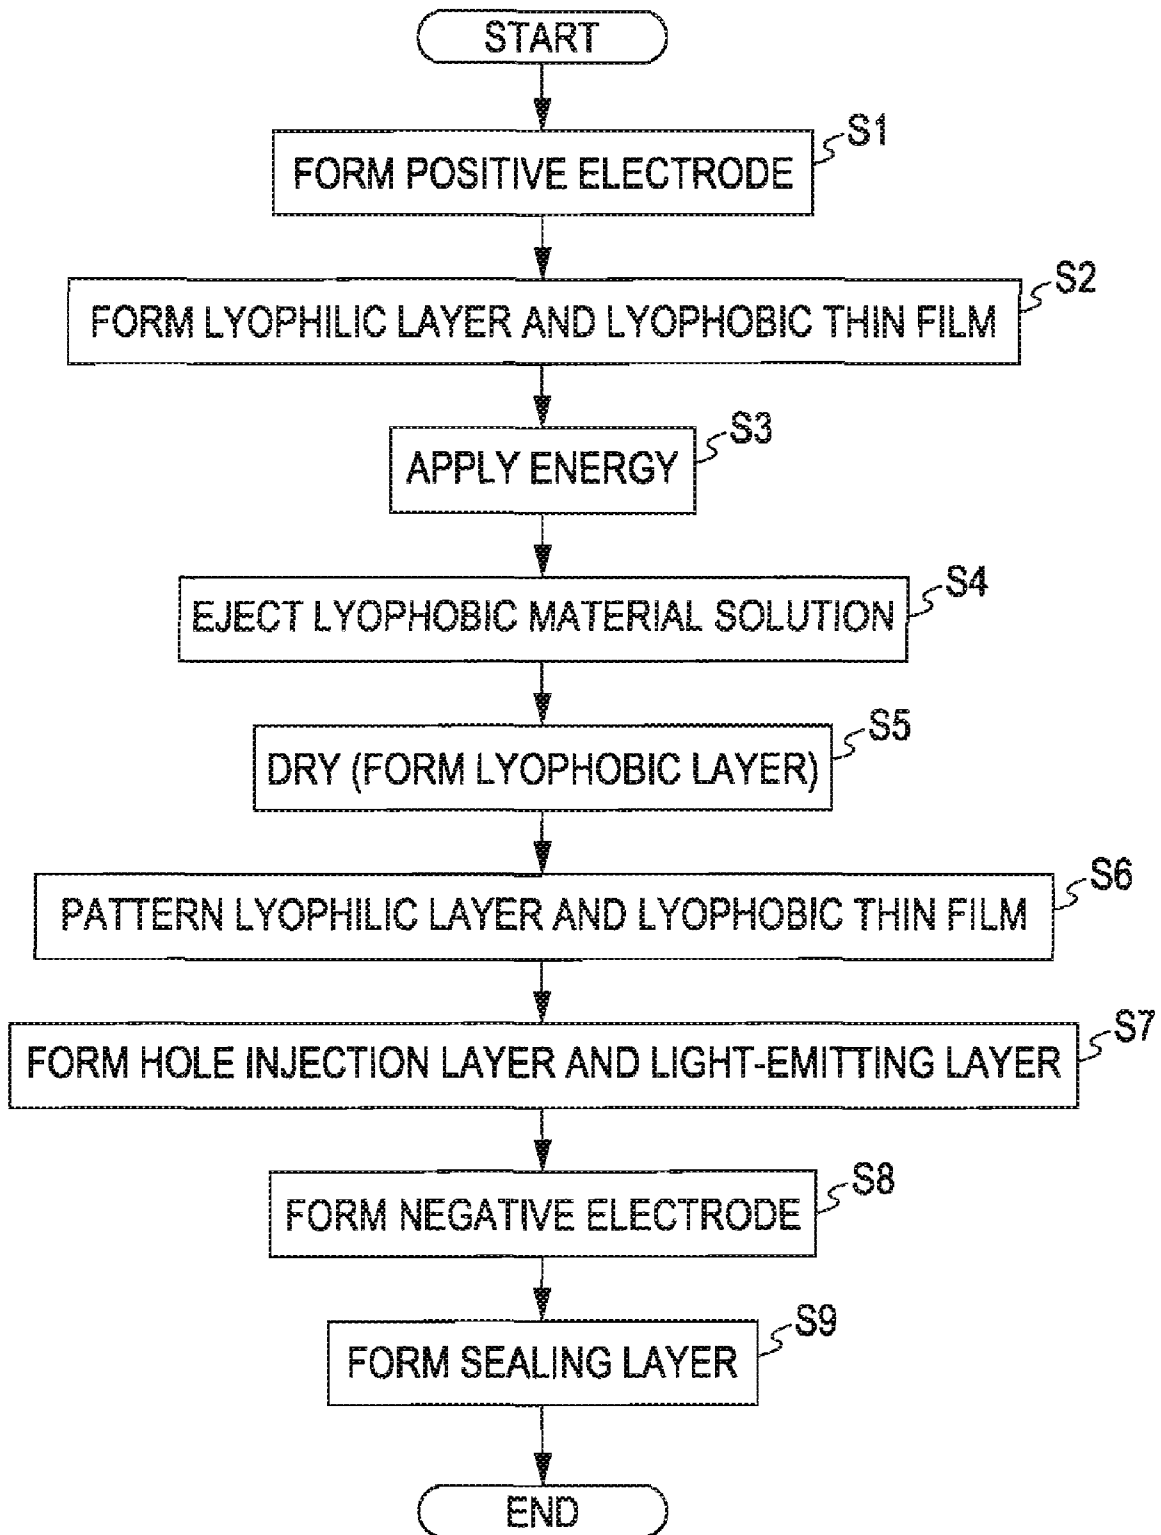 START
S1
FORM POSITIVE ELECTRODE
S2
FORM LYOPHILIC LAYER AND LYOPHOBIC THIN FILM
S3
APPLY ENERGY
S4
EJECT LYOPHOBIC MATERIAL SOLUTION
S5
DRY (FORM LYOPHOBIC LAYER)
S6
PATTERN LYOPHILIC LAYER AND LYOPHOBIC THIN FILM
S7
FORM HOLE INJECTION LAYER AND LIGHT-EMITTING LAYER
S8
FORM NEGATIVE ELECTRODE
S9
FORM SEALING LAYER
END